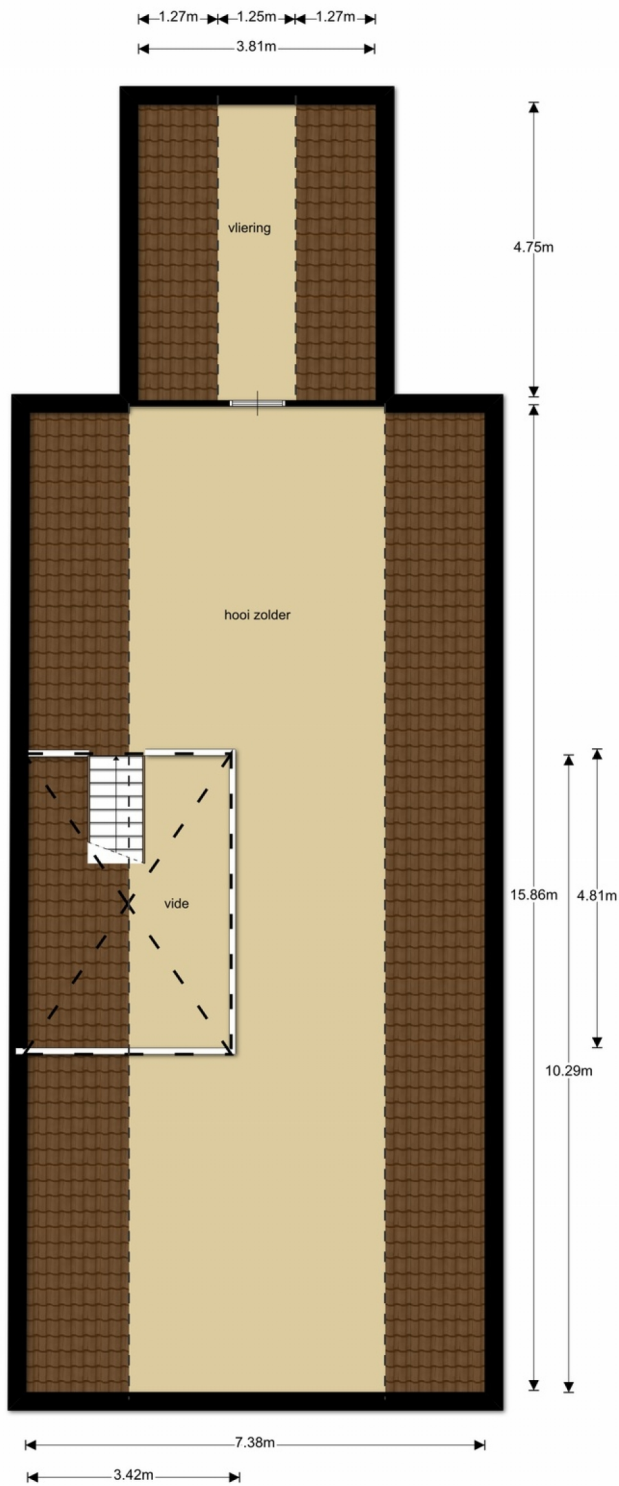 1.27m 1.25m 1.27m
3.81m
vliering
4.75m
hooi zolder
vide
15.86m 4.81m
10.29m
7.38m
3.42m